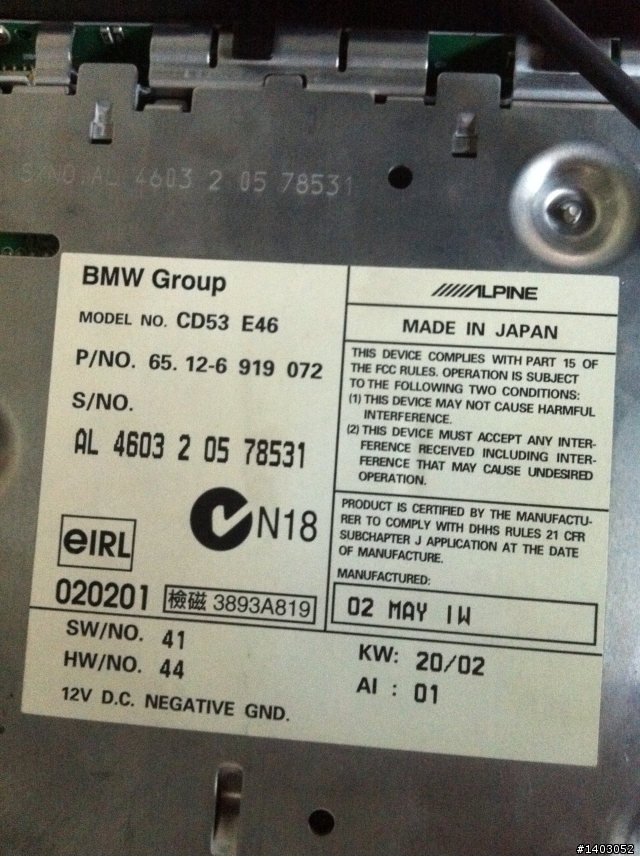 S/NO.AL 4603 2 05 78531
BMW Group
MODEL NO. CD53 E46
P/NO. 65. 12-6 919 072
S/NO.
AL 4603 2 05 78531
N18
eIRL
020201
檢磁 3893A819
ALPINE
MADE IN JAPAN
THIS DEVICE COMPLIES WITH PART 15 OF
THE FCC RULES. OPERATION IS SUBJECT
TO THE FOLLOWING TWO CONDITIONS:
(1) THIS DEVICE MAY NOT CAUSE HARMFUL
INTERFERENCE.
(2) THIS DEVICE MUST ACCEPT ANY INTER-
FERENCE RECEIVED INCLUDING INTER-
FERENCE THAT MAY CAUSE UNDESIRED
OPERATION.
PRODUCT IS CERTIFIED BY THE MANUFACTU-
RER TO COMPLY WITH DHHS RULES 21 CFR
SUBCHAPTER J APPLICATION AT THE DATE
OF MANUFACTURE.
MANUFACTURED:
02 MAY 1W
SW/NO. 41
HW/NO. 44
12V D.C. NEGATIVE GND.
KW: 20/02
AI : 01
#1403052